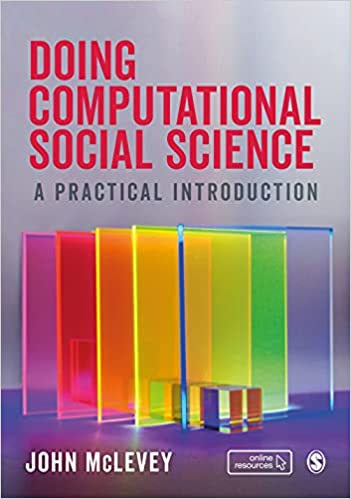 DOING
COMPUTATIONAL
SOCIAL SCIENCE
A PRACTICAL INTRODUCTION
JOHN McLEVEY
online
resources
S